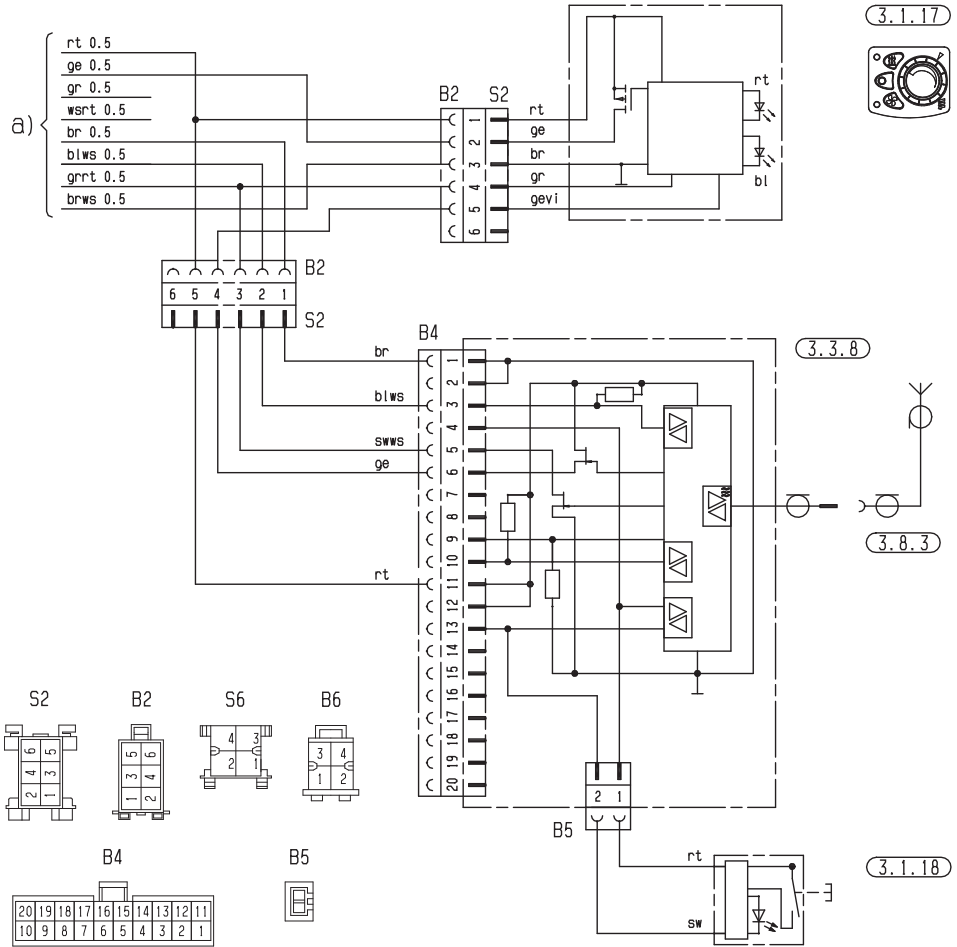 3.1.17
a)
rt 0.5
ge 0.5
gr 0.5
wsrt 0.5
br 0.5
blws 0.5
grrt 0.5
brws 0.5
B2 S2
1
2
3
4
5
6
rt
ge
br
gr
gevi
rt
bl
B2
6 5 4 3 2 1
S2
B4
br
blws
swws
ge
rt
1
2
3
4
5
6
7
8
9
10
11
12
13
14
15
16
17
18
19
20
3.3.8
3.8.3
2 1
B5
rt
sw
3.1.18
S2 B2 S6 B6
6 5
4 3
2 1
5 6
3 4
1 2
4 3
2 1
3 4
1 2
B4 B5
20 19 18 17 16 15 14 13 12 11
10 9 8 7 6 5 4 3 2 1